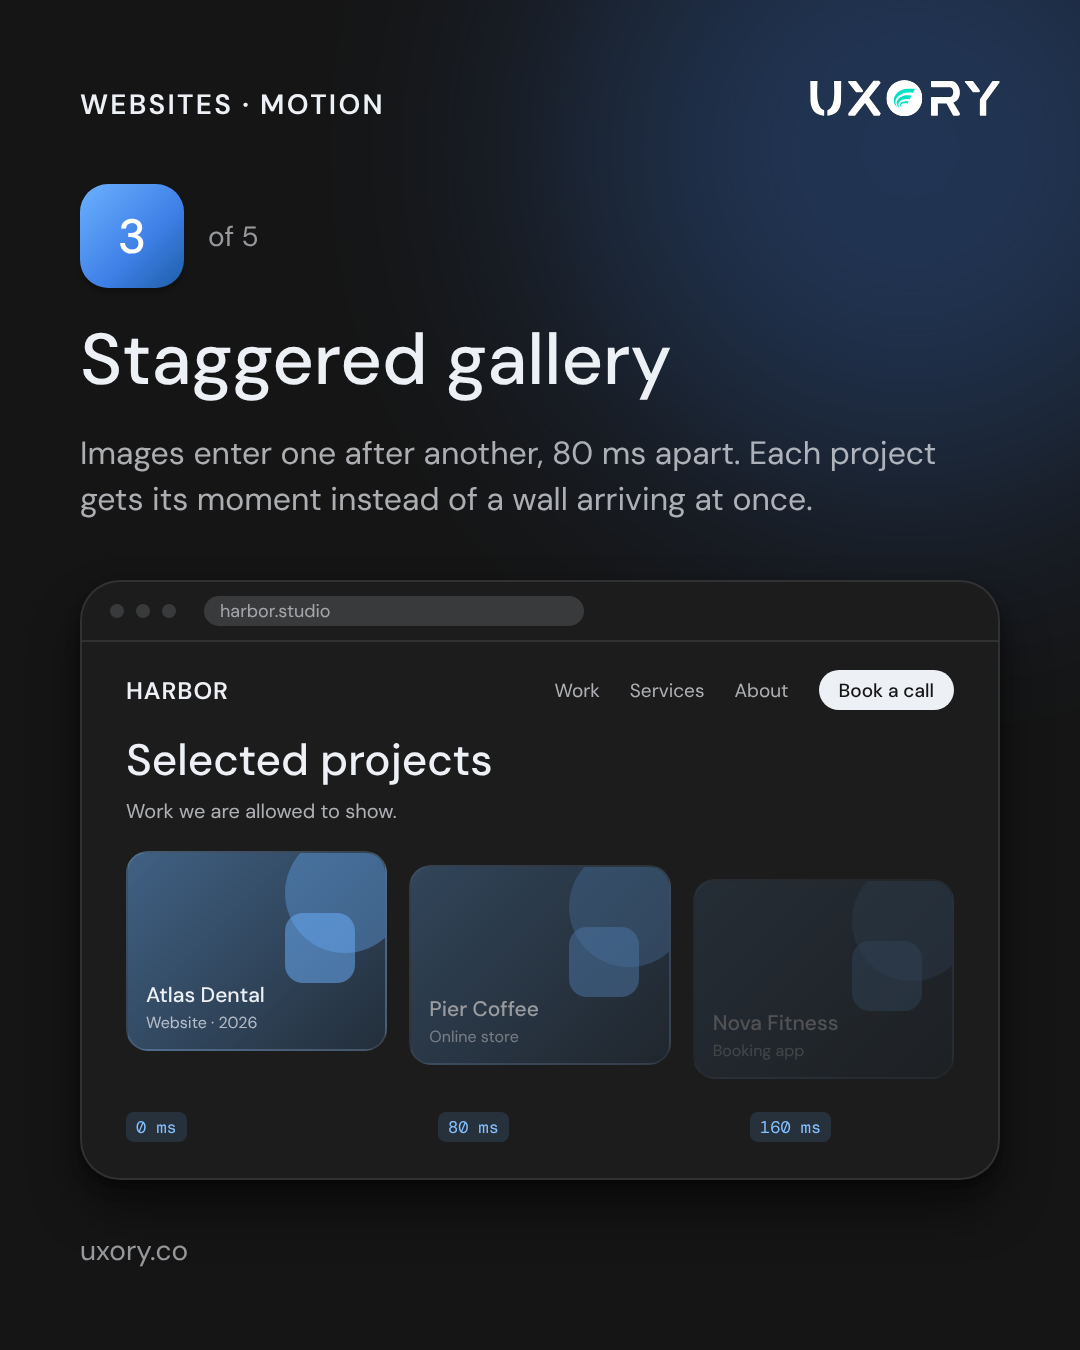 WEBSITES · MOTION
UXORY
3
of 5
Staggered gallery
Images enter one after another, 80 ms apart. Each project
gets its moment instead of a wall arriving at once.
harbor.studio
HARBOR
Work
Services
About
Book a call
Selected projects
Work we are allowed to show.
Atlas Dental
Website · 2026
Pier Coffee
Online store
Nova Fitness
Booking app
0 ms
80 ms
160 ms
uxory.co